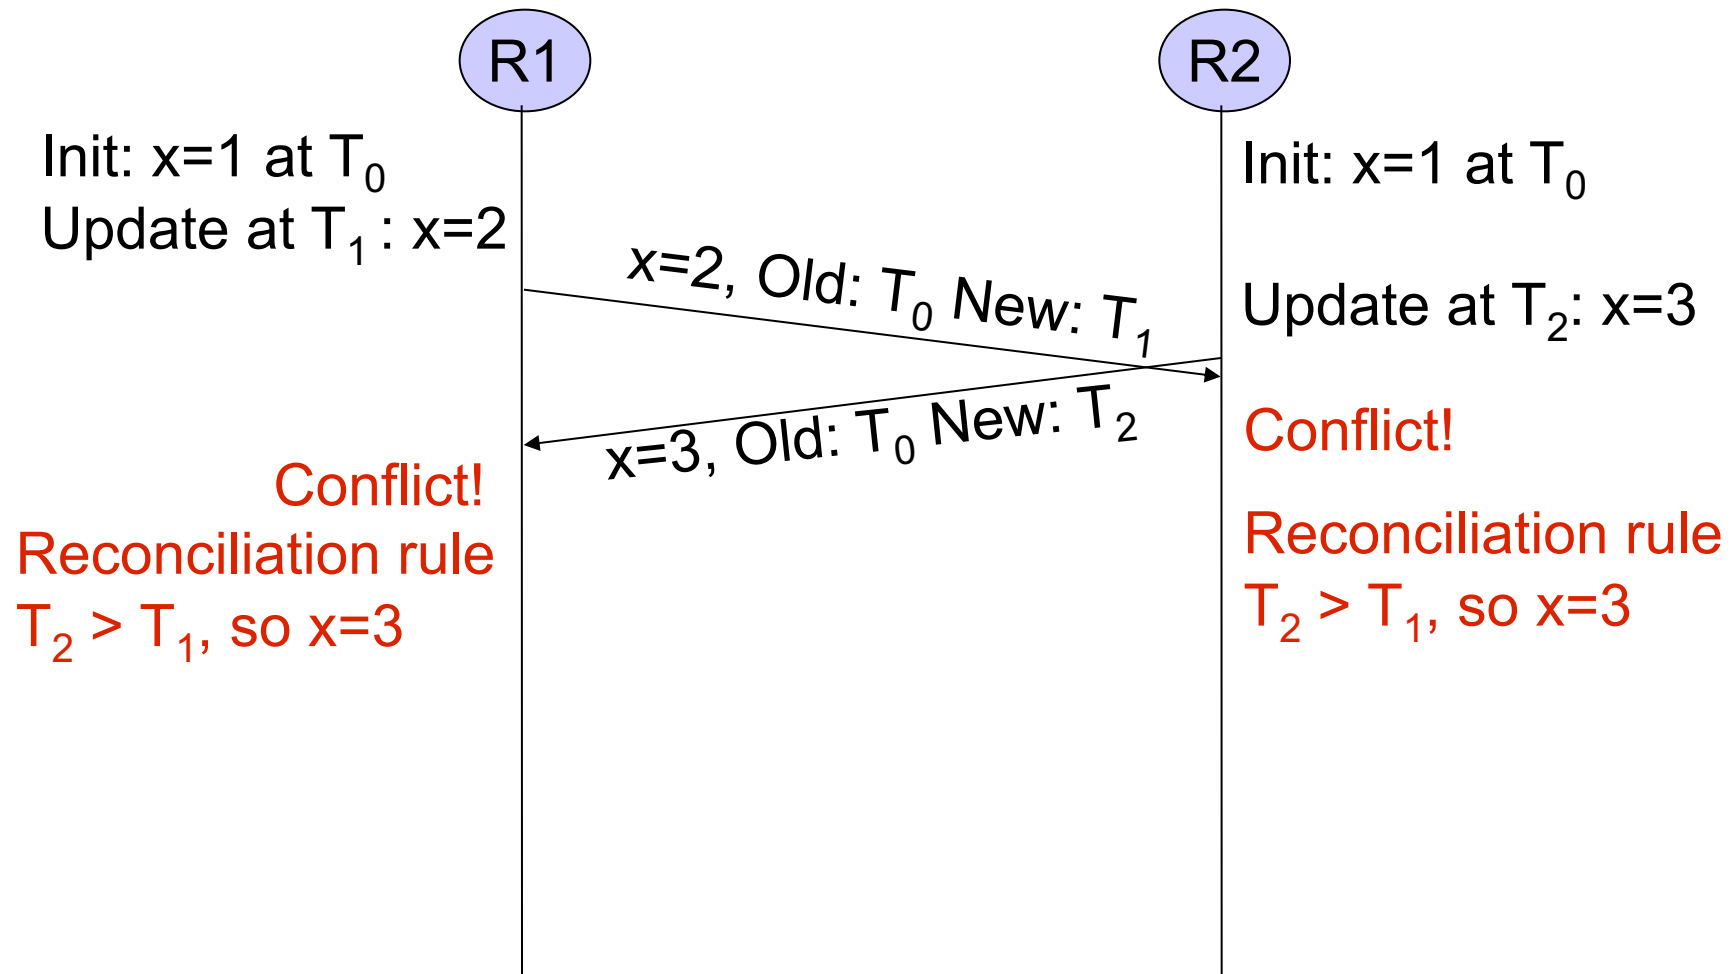 R1
R2
Init: x=1 at T₀
Update at T₁ : x=2
Init: x=1 at T₀
Update at T₂: x=3
x=2, Old: T₀ New: T₁
x=3, Old: T₀ New: T₂
Conflict!
Reconciliation rule
T₂ > T₁, so x=3
Conflict!
Reconciliation rule
T₂ > T₁, so x=3